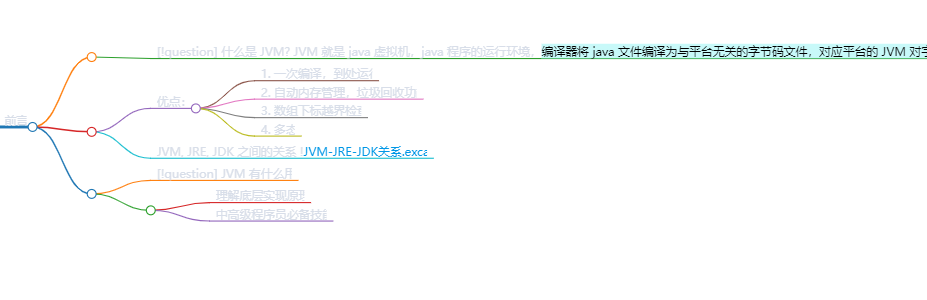 [!question] 什么是 JVM? JVM 就是 java 虚拟机，java 程序的运行环境，编译器将 java 文件编译为与平台无关的字节码文件，对应平台的 JVM 对字
1. 一次编译，到处运行
2. 自动内存管理，垃圾回收功
优点：
3. 数组下标越界检查
前言
4. 多态
JVM, JRE, JDK 之间的关系 !JVM-JRE-JDK关系.exca
[!question] JVM 有什么用
理解底层实现原理
中高级程序员必备技能